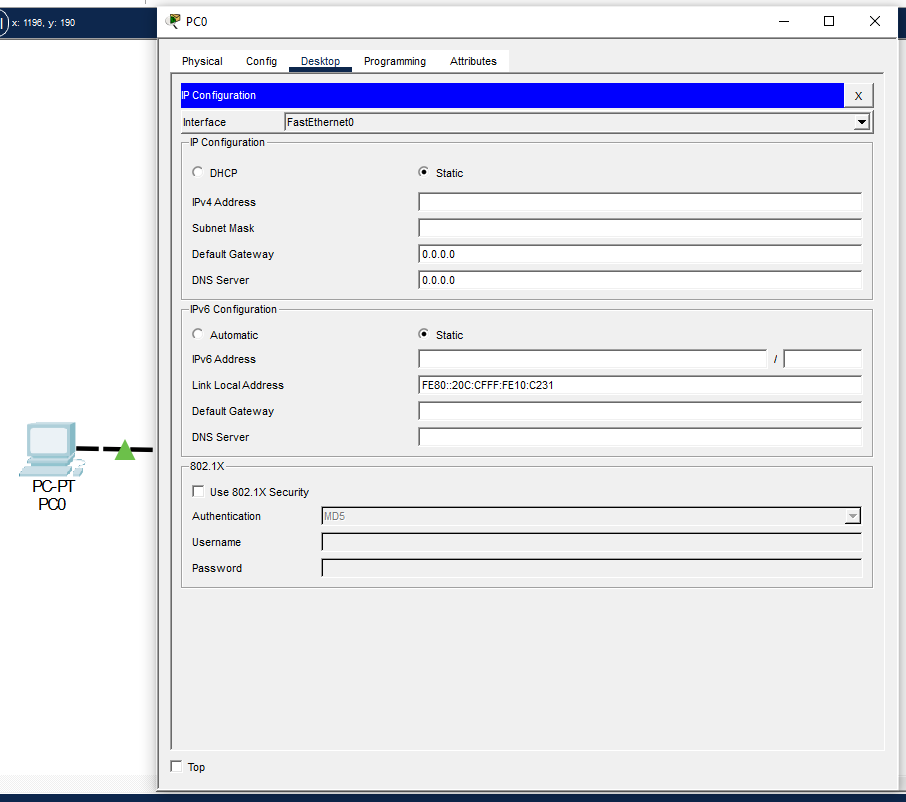 x: 1196, y: 190
PC0
Physical Config Desktop Programming Attributes
IP Configuration
X
Interface FastEthernet0
IP Configuration
DHCP Static
IPv4 Address
Subnet Mask
Default Gateway 0.0.0.0
DNS Server 0.0.0.0
IPv6 Configuration
Automatic Static
IPv6 Address /
Link Local Address FE80::20C:CFFF:FE10:C231
Default Gateway
DNS Server
802.1X
Use 802.1X Security
Authentication MD5
Username
Password
Top
PC-PT
PC0